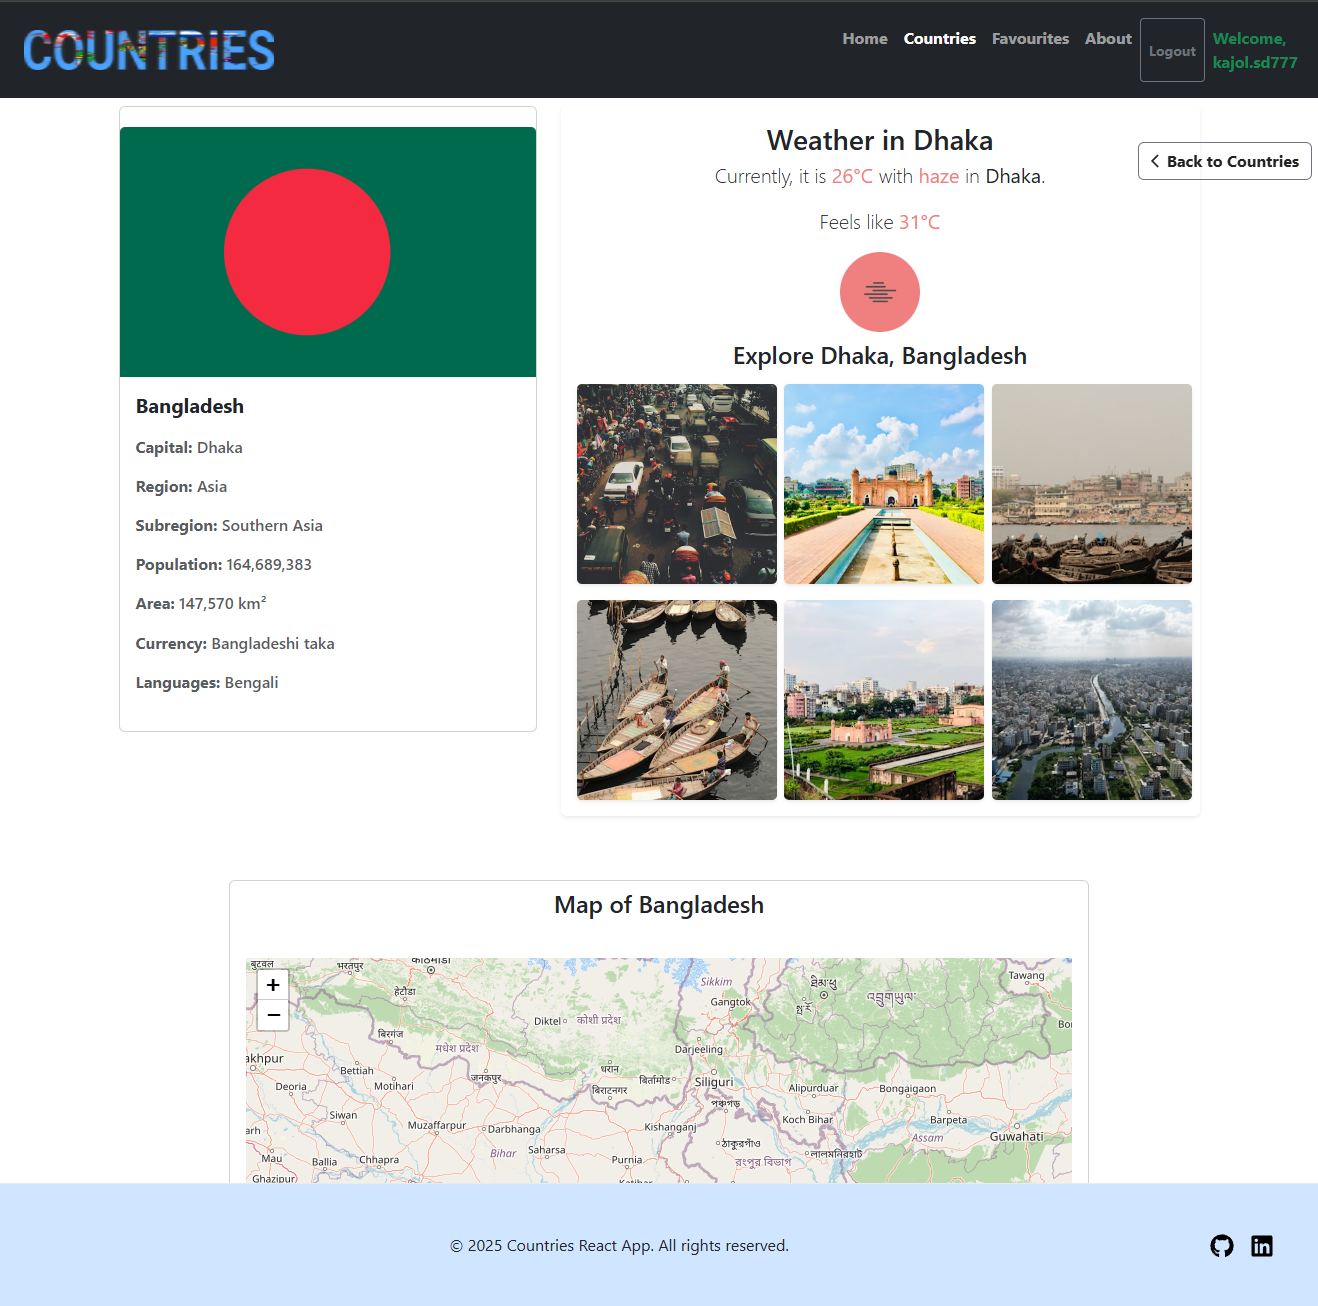 COUNTRIES
Home Countries Favourites About Logout Welcome,
kajol.sd777
Back to Countries
Bangladesh
Capital: Dhaka
Region: Asia
Subregion: Southern Asia
Population: 164,689,383
Area: 147,570 km²
Currency: Bangladeshi taka
Languages: Bengali
Weather in Dhaka
Currently, it is 26°C with haze in Dhaka.
Feels like 31°C
Explore Dhaka, Bangladesh
Map of Bangladesh
+
−
बुटवल
भरतपुर
काठमाडौं
Sikkim
ཐིམ་ཕུ
Tawang
हेटौडा
Gangtok
འབྲུགཡུལ
Diktel
कोशी प्रदेश
बिरगंज
मधेश प्रदेश
Darjeeling
akhpur
Bettiah
जनकपुर
धरान
बिर्तामोड
Siliguri
Deoria
Motihari
बिराटनगर
Alipurduar
Bongaigaon
পঞ্চগড়
Siwan
Koch Bihar
Barpeta
Muzaffarpur
Darbhanga
Kishanganj
Guwahati
arh
ঠাকুরগাঁও
Assam
Bihar
Saharsa
লালমনিরহাট
Mau
Ballia
Chhapra
Purnia
রংপুর বিভাগ
Ghazipur
Katihar
© 2025 Countries React App. All rights reserved.
in